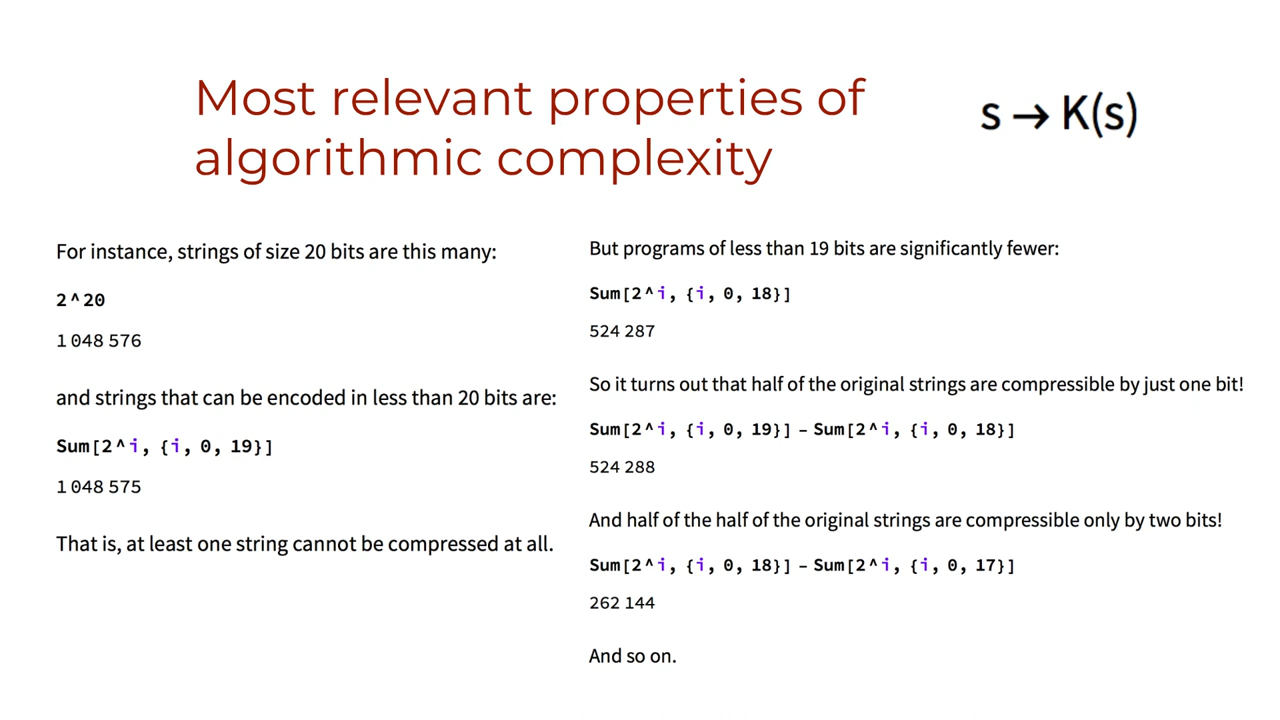 Most relevant properties of
algorithmic complexity
s → K(s)
For instance, strings of size 20 bits are this many:
2^20
1 048 576
and strings that can be encoded in less than 20 bits are:
Sum[2^i, {i, 0, 19}]
1 048 575
That is, at least one string cannot be compressed at all.
But programs of less than 19 bits are significantly fewer:
Sum[2^i, {i, 0, 18}]
524 287
So it turns out that half of the original strings are compressible by just one bit!
Sum[2^i, {i, 0, 19}] – Sum[2^i, {i, 0, 18}]
524 288
And half of the half of the original strings are compressible only by two bits!
Sum[2^i, {i, 0, 18}] – Sum[2^i, {i, 0, 17}]
262 144
And so on.